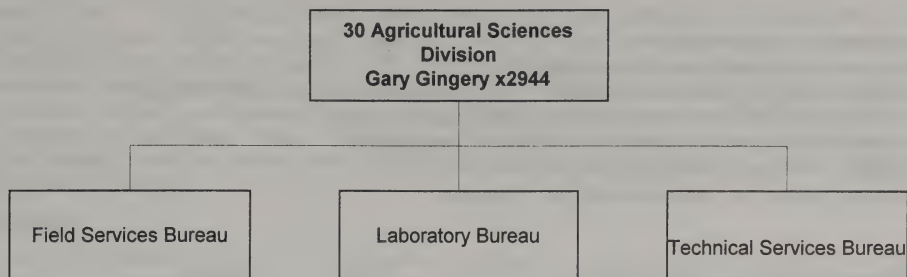 30 Agricultural Sciences
Division
Gary Gingery x2944
Field Services Bureau
Laboratory Bureau
Technical Services Bureau